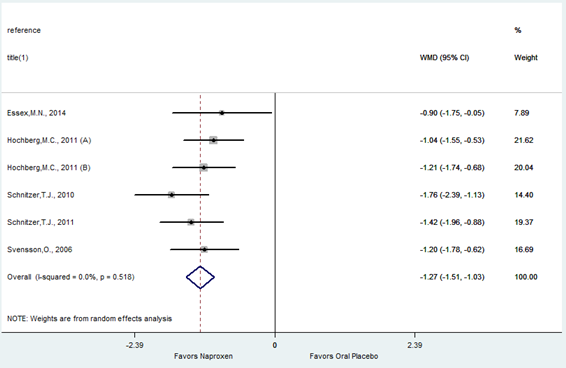 reference %
title(1) WMD (95% CI) Weight
Essex,M.N., 2014 -0.90 (-1.75, -0.05) 7.89
Hochberg,M.C., 2011 (A) -1.04 (-1.55, -0.53) 21.62
Hochberg,M.C., 2011 (B) -1.21 (-1.74, -0.68) 20.04
Schnitzer,T.J., 2010 -1.76 (-2.39, -1.13) 14.40
Schnitzer,T.J., 2011 -1.42 (-1.96, -0.88) 19.37
Svensson,O., 2006 -1.20 (-1.78, -0.62) 16.69
Overall (I-squared = 0.0%, p = 0.518) -1.27 (-1.51, -1.03) 100.00
NOTE: Weights are from random effects analysis
-2.39 0 2.39
Favors Naproxen Favors Oral Placebo